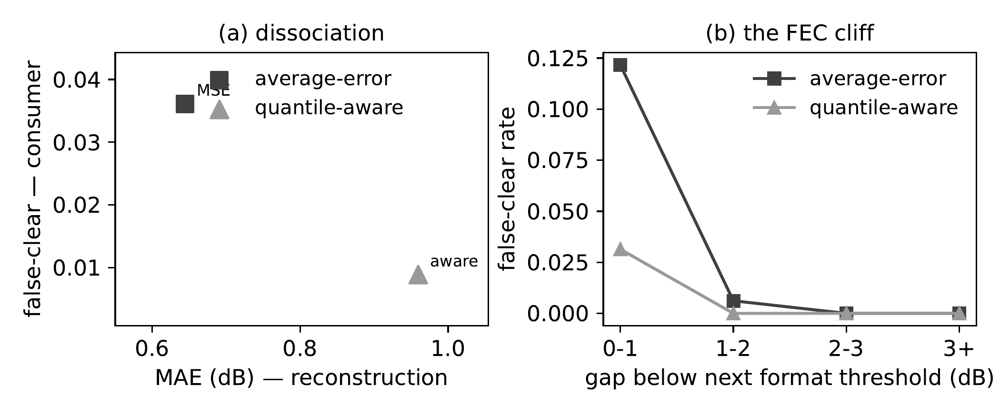 (a) dissociation
false-clear — consumer
0.04
0.03
0.02
0.01
average-error
MSE
quantile-aware
aware
0.6 0.8 1.0
MAE (dB) — reconstruction
(b) the FEC cliff
false-clear rate
0.125
0.100
0.075
0.050
0.025
0.000
average-error
quantile-aware
0-1 1-2 2-3 3+
gap below next format threshold (dB)